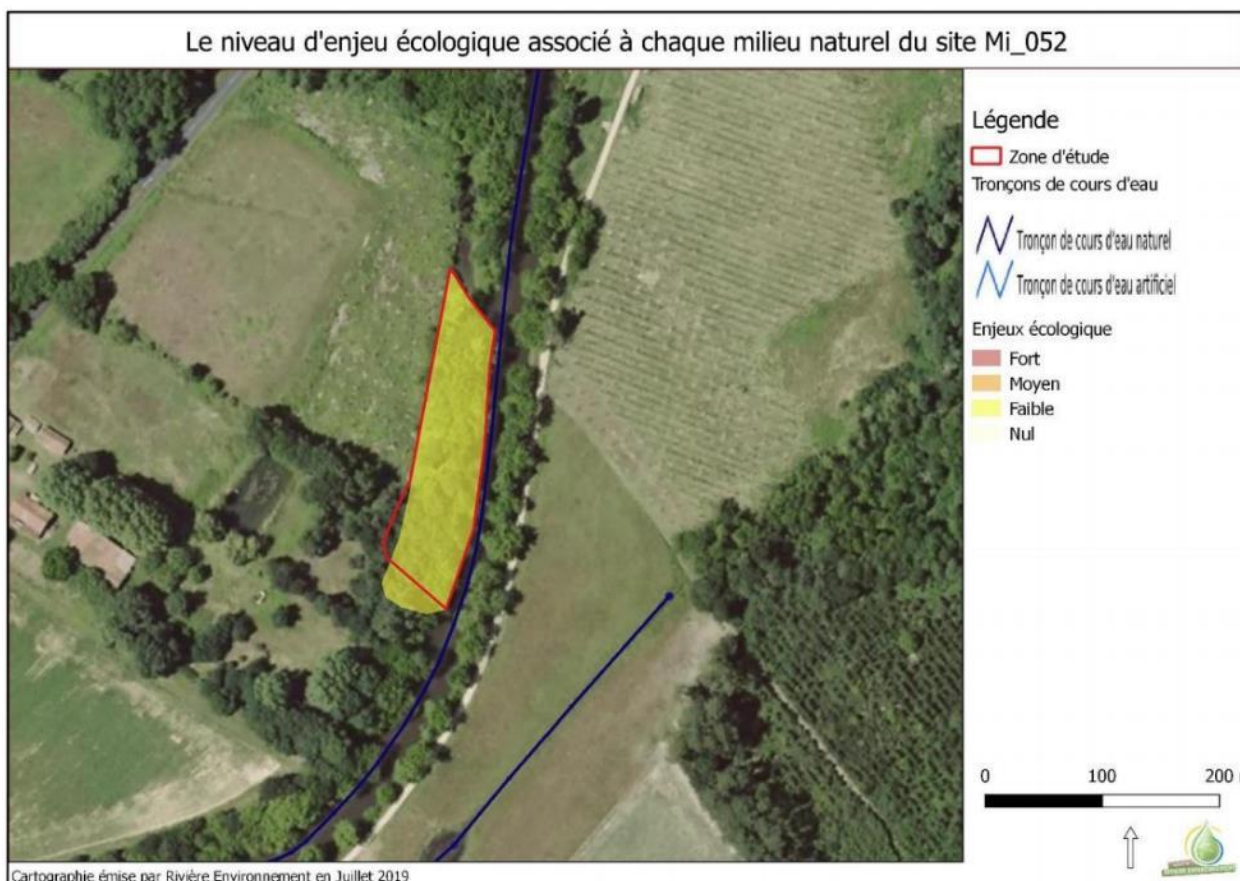 Le niveau d'enjeu écologique associé à chaque milieu naturel du site Mi_052
Légende
Zone d'étude
Tronçons de cours d'eau
Tronçon de cours d'eau naturel
Tronçon de cours d'eau artificiel
Enjeux écologique
Fort
Moyen
Faible
Nul
0 100 200
Cartographie émise par Rivière Environnement en Juillet 2019